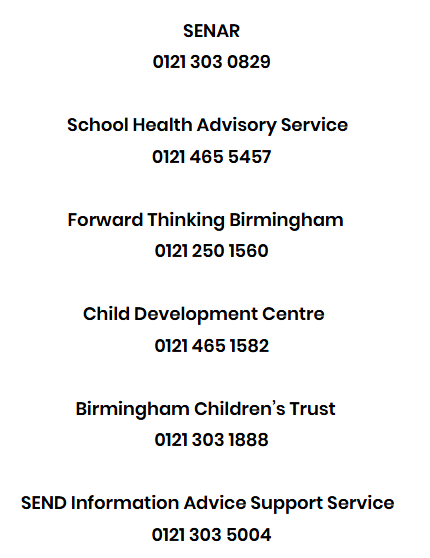 SENAR
0121 303 0829
School Health Advisory Service
0121 465 5457
Forward Thinking Birmingham
0121 250 1560
Child Development Centre
0121 465 1582
Birmingham Children’s Trust
0121 303 1888
SEND Information Advice Support Service
0121 303 5004